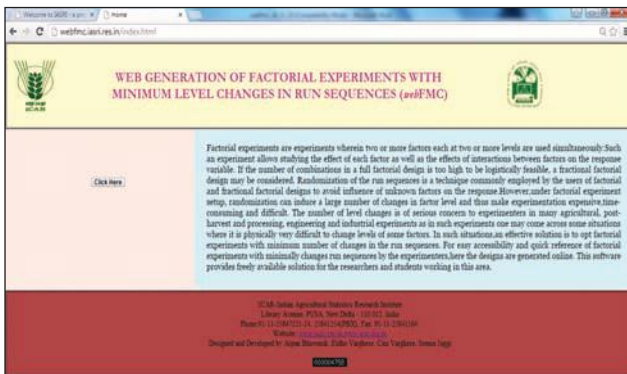 Welcome to IASRI - a pre
Home
webfmc.iasri.res.in/index.html
ICAR
WEB GENERATION OF FACTORIAL EXPERIMENTS WITH
MINIMUM LEVEL CHANGES IN RUN SEQUENCES (webFMC)
Click Here
Factorial experiments are experiments wherein two or more factors each at two or more levels are used simultaneously.Such
an experiment allows studying the effect of each factor as well as the effects of interactions between factors on the response
variable. If the number of combinations in a full factorial design is too high to be logistically feasible, a fractional factorial
design may be considered. Randomization of the run sequences is a technique commonly employed by the users of factorial
and fractional factorial designs to avoid influence of unknown factors on the response.However,under factorial experiment
setup, randomization can induce a large number of changes in factor level and thus make experimentation expensive,time-
consuming and difficult. The number of level changes is of serious concern to experimenters in many agricultural, post-
harvest and processing, engineering and industrial experiments as in such experiments one may come across some situations
where it is physically very difficult to change levels of some factors. In such situations,an effective solution is to opt factorial
experiments with minimum number of changes in the run sequences. For easy accessibility and quick reference of factorial
experiments with minimally changes run sequences by the experimenters,here the designs are generated online. This software
provides freely available solution for the researchers and students working in this area.
ICAR-Indian Agricultural Statistics Research Institute
Library Avenue, PUSA, New Delhi - 110 012, India
Website:
Designed and Developed by Arpan Bhowmik, Eldho Varghese, Cini Varghese, Seema Jaggi